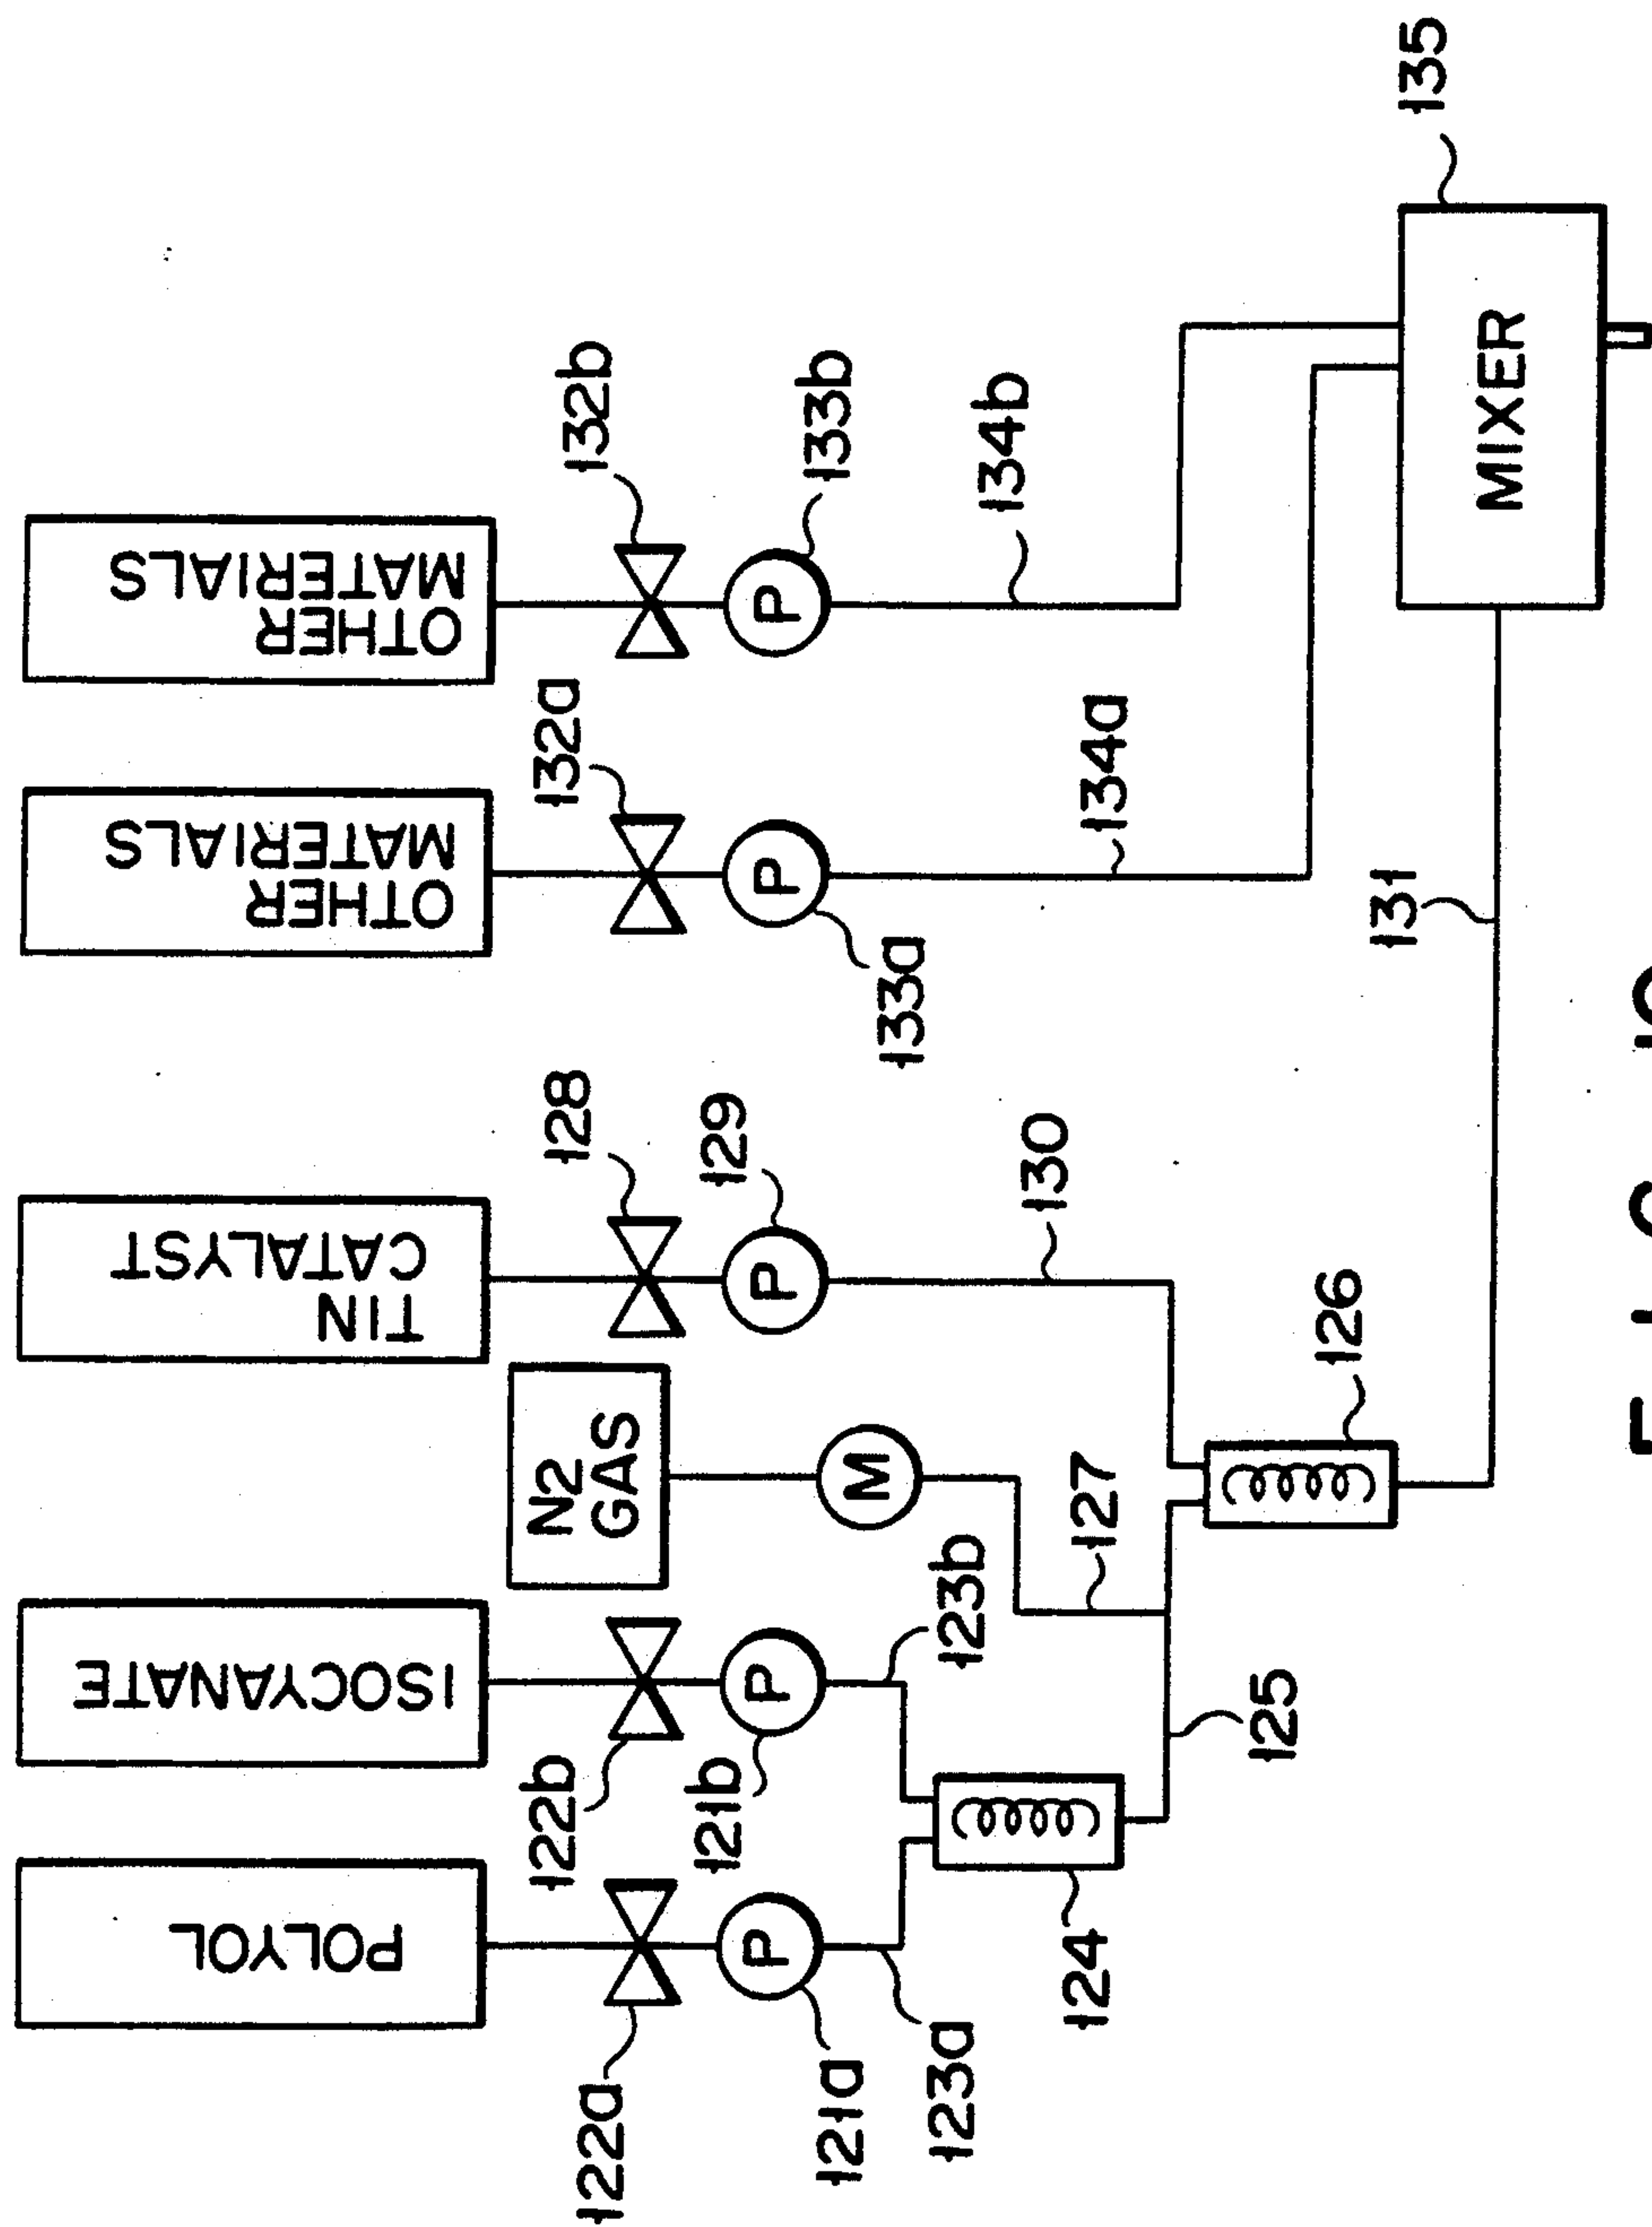 POLYOL
ISOCYANATE
N2
GAS
TIN
CATALYST
OTHER
MATERIALS
OTHER
MATERIALS
122a
122b
128
132a
132b
P
P
M
P
P
P
121a
121b
129
133a
133b
123a
123b
127
130
134a
134b
124
125
126
131
MIXER
135